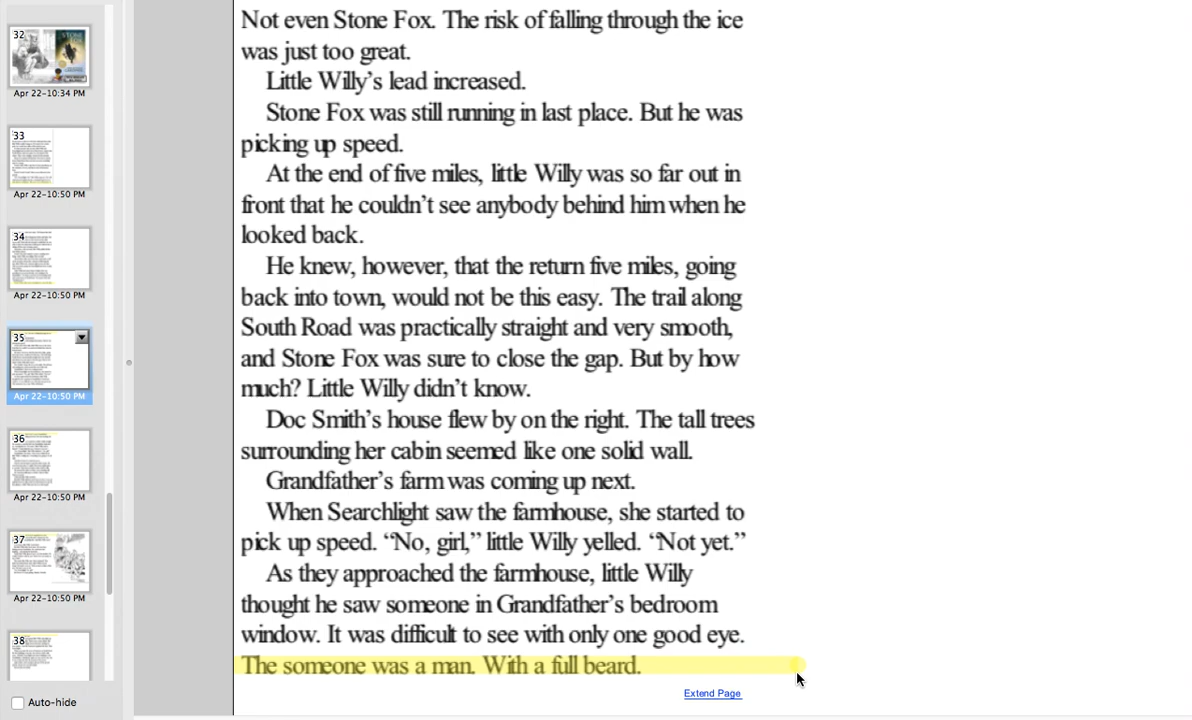 32
Apr 22-10:34 PM
33
Apr 22-10:50 PM
34
Apr 22-10:50 PM
35
Apr 22-10:50 PM
36
Apr 22-10:50 PM
37
Apr 22-10:50 PM
38
Auto-hide
Not even Stone Fox. The risk of falling through the ice
was just too great.
Little Willy’s lead increased.
Stone Fox was still running in last place. But he was
picking up speed.
At the end of five miles, little Willy was so far out in
front that he couldn’t see anybody behind him when he
looked back.
He knew, however, that the return five miles, going
back into town, would not be this easy. The trail along
South Road was practically straight and very smooth,
and Stone Fox was sure to close the gap. But by how
much? Little Willy didn’t know.
Doc Smith’s house flew by on the right. The tall trees
surrounding her cabin seemed like one solid wall.
Grandfather’s farm was coming up next.
When Searchlight saw the farmhouse, she started to
pick up speed. “No, girl,” little Willy yelled. “Not yet.”
As they approached the farmhouse, little Willy
thought he saw someone in Grandfather’s bedroom
window. It was difficult to see with only one good eye.
The someone was a man. With a full beard.
Extend Page